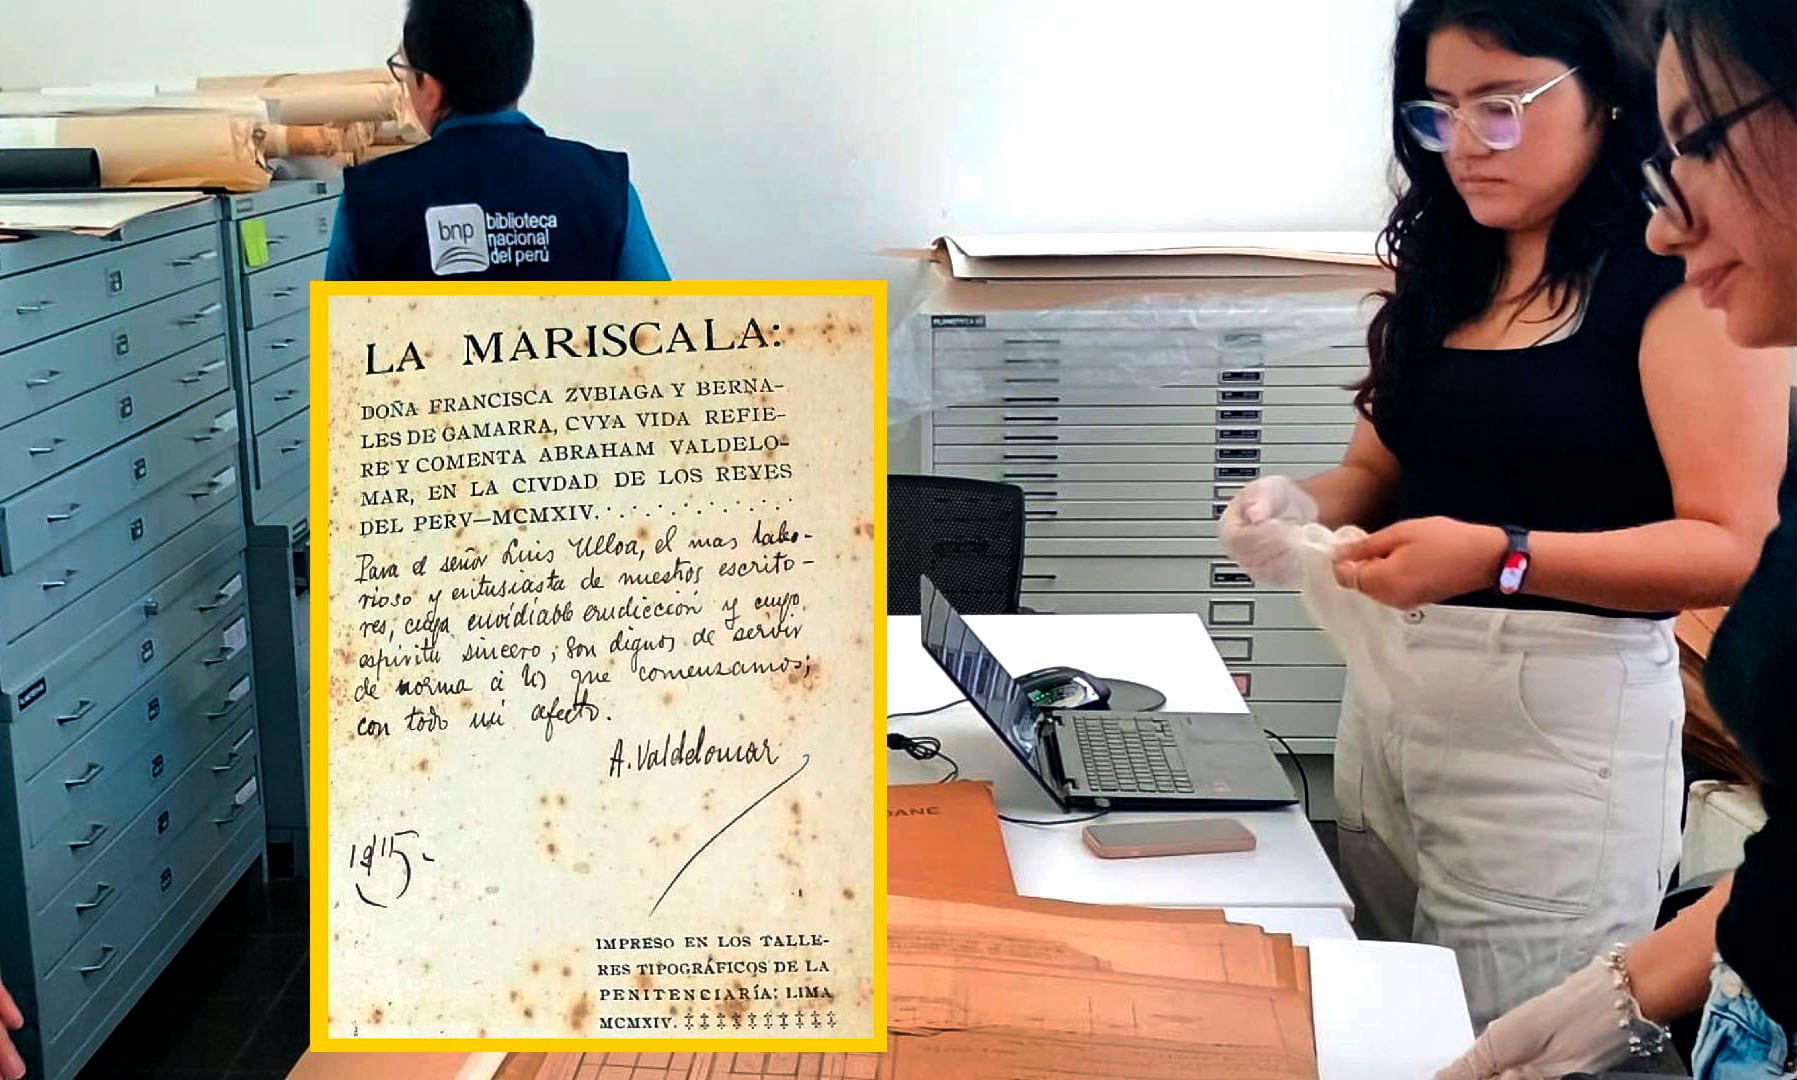 bnp
biblioteca
nacional
del perú
LA MARISCALA:
DOÑA FRANCISCA ZVBIAGA Y BERNA-
LES DE GAMARRA, CVYA VIDA REFIE-
RE Y COMENTA ABRAHAM VALDELO-
MAR, EN LA CIVDAD DE LOS REYES
DEL PERV—MCMXIV. . . . . . . . . . . .
Para el señor Luis Ulloa, el mas labo-
rioso y entusiasta de nuestros escrito-
res, cuya envidiable erudicción y cuyo
espiritu sincero, son dignos de servir
de norma á los que comenzamos;
con todo mi afecto.
A. Valdelomar
1915-
IMPRESO EN LOS TALLE-
RES TIPOGRÁFICOS DE LA
PENITENCIARÍA: LIMA
MCMXIV. ‡‡‡‡‡‡‡‡‡‡
DANE